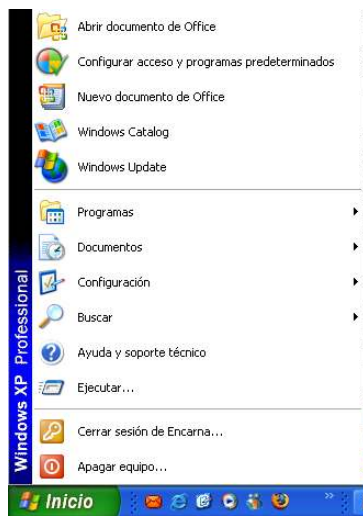 Abrir documento de Office
Configurar acceso y programas predeterminados
Nuevo documento de Office
Windows Catalog
Windows Update
Programas
Documentos
Configuración
Buscar
Ayuda y soporte técnico
Ejecutar...
Cerrar sesión de Encarna...
Apagar equipo...
Windows XP Professional
Inicio